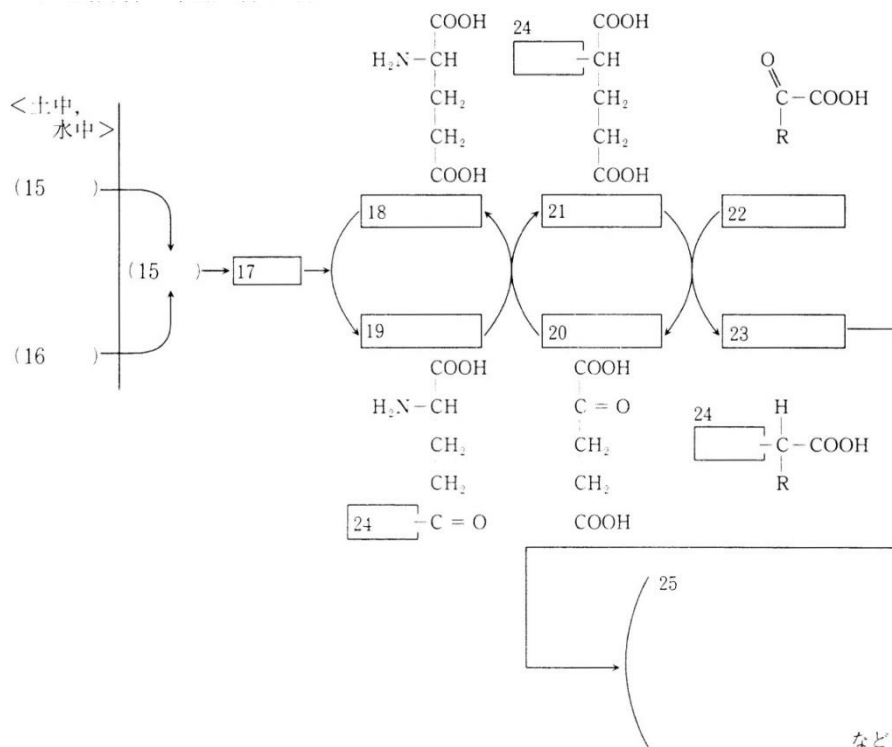 COOH
24 COOH
H₂N－CH
－CH
O
C－COOH
R
＜土中,
水中＞
CH₂
CH₂
CH₂
CH₂
COOH
COOH
(15 )
18
21
22
(15 )
17
(16 )
19
20
23
COOH
COOH
H₂N－CH
C＝O
24
H
－C－COOH
R
CH₂
CH₂
CH₂
CH₂
24 －C＝O
COOH
25
など